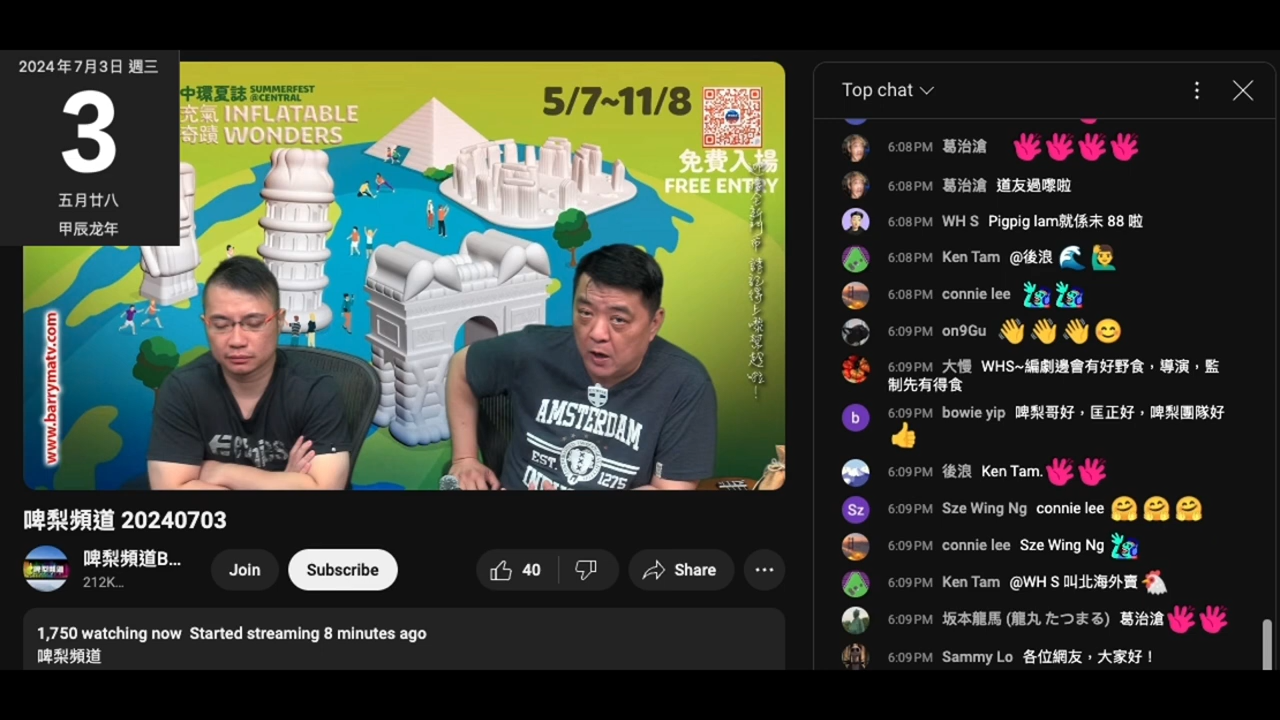 2024年7月3日 週三
3
五月廿八
甲辰龙年
中環夏誌 SUMMERFEST @CENTRAL
充氣 INFLATABLE
奇蹟 WONDERS
5/7~11/8
免費入場
FREE ENTRY
www.barrymatv.com
AMSTERDAM
EST. 1275
啤梨頻道 20240703
啤梨頻道B...
212K...
Join
Subscribe
40
Share
1,750 watching now Started streaming 8 minutes ago
啤梨頻道
Top chat
6:08 PM 葛治滄 👋👋👋👋
6:08 PM 葛治滄 道友過嚟啦
6:08 PM WH S Pigpig lam就係未 88 啦
6:08 PM Ken Tam @後浪 🌊 🙋‍♂️
6:08 PM connie lee
6:09 PM on9Gu 👋👋👋😊
6:09 PM 大慢 WHS~編劇邊會有好野食，導演，監
制先有得食
6:09 PM bowie yip 啤梨哥好，匡正好，啤梨團隊好
👍
6:09 PM 後浪 Ken Tam.
6:09 PM Sze Wing Ng connie lee 🤗🤗🤗
6:09 PM connie lee Sze Wing Ng
6:09 PM Ken Tam @WH S 叫北海外賣 🐔
6:09 PM 坂本龍馬 (龍丸 たつまる) 葛治滄
6:09 PM Sammy Lo 各位網友，大家好！
b
Sz